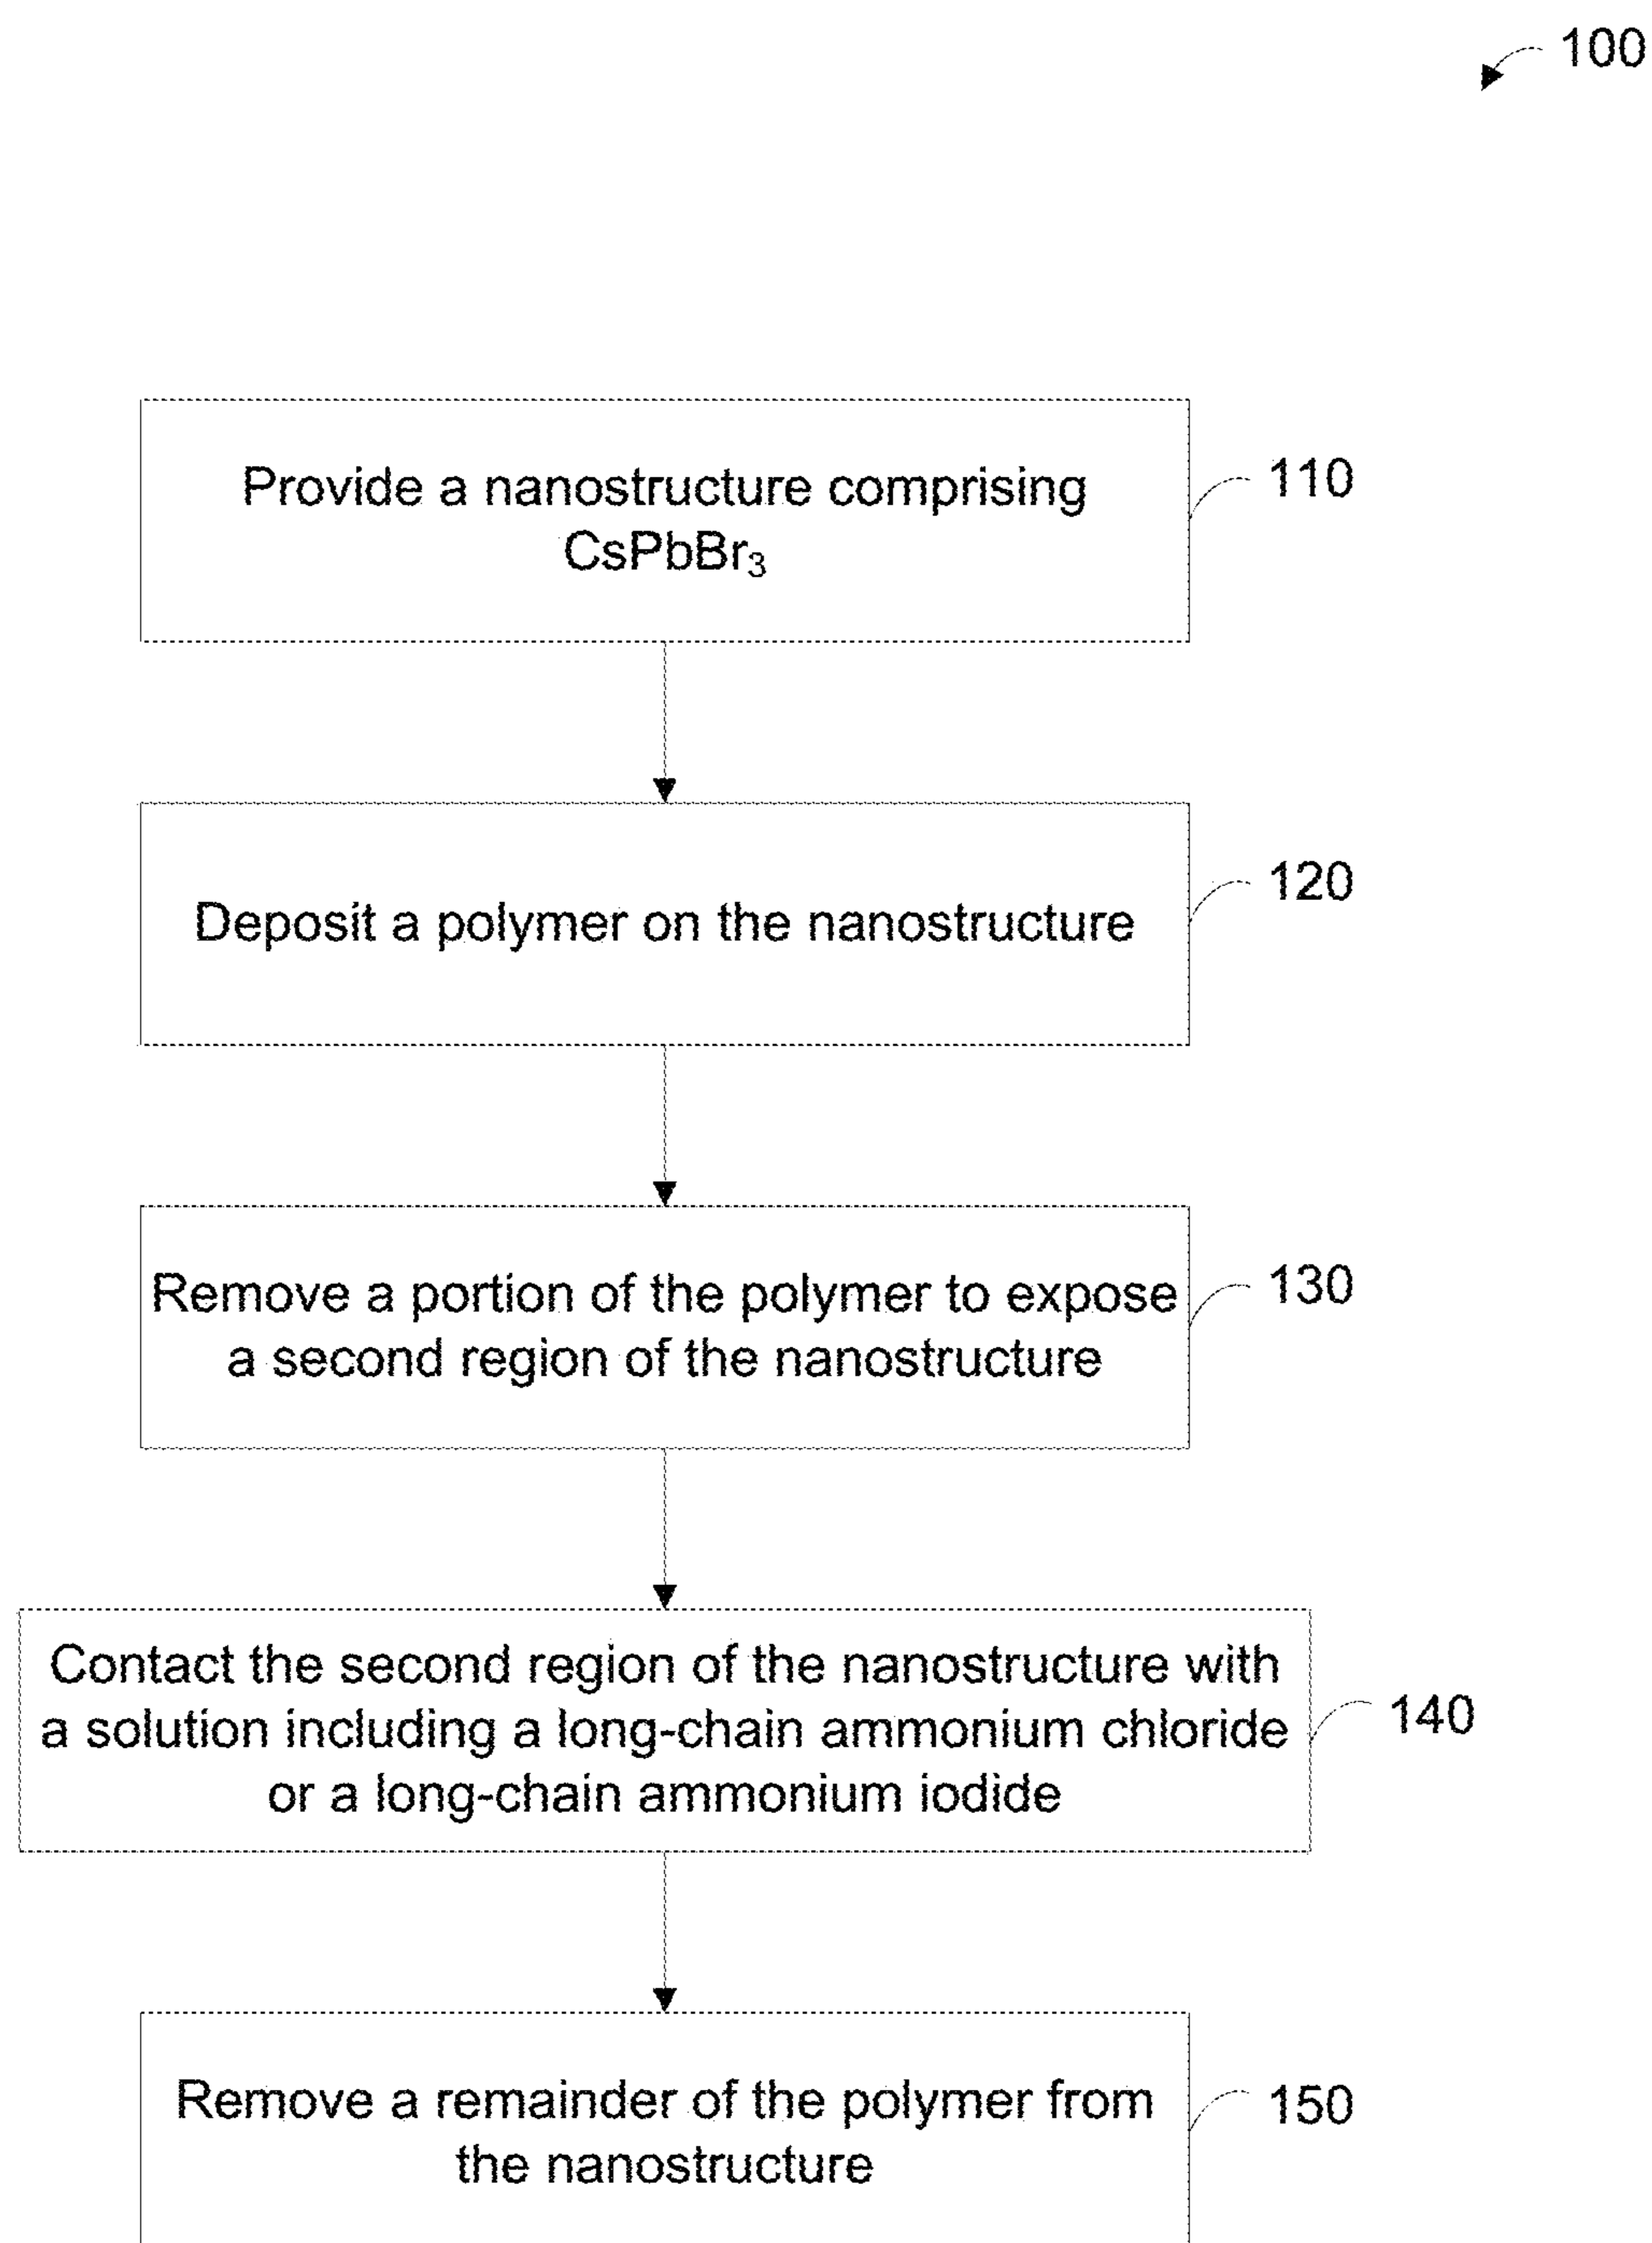 100
Provide a nanostructure comprising
CsPbBr₃
110
Deposit a polymer on the nanostructure
120
Remove a portion of the polymer to expose
a second region of the nanostructure
130
Contact the second region of the nanostructure with
a solution including a long-chain ammonium chloride
or a long-chain ammonium iodide
140
Remove a remainder of the polymer from
the nanostructure
150